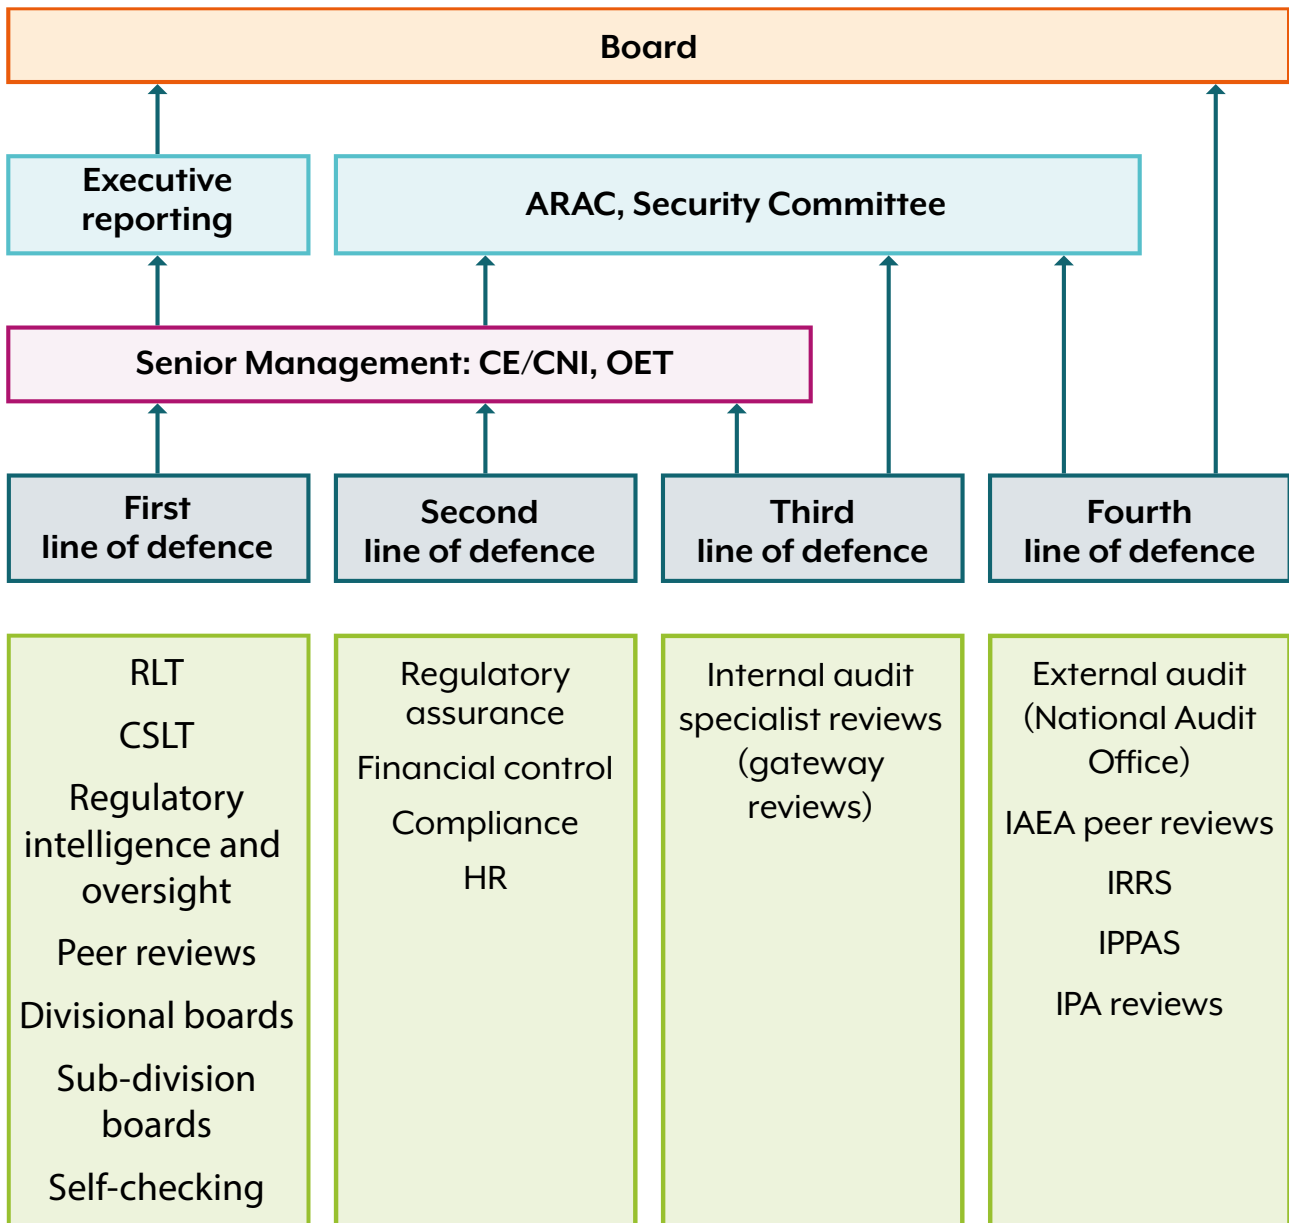 Board
Executive
reporting
ARAC, Security Committee
Senior Management: CE/CNI, OET
First
line of defence
Second
line of defence
Third
line of defence
Fourth
line of defence
RLT
CSLT
Regulatory
intelligence and
oversight
Peer reviews
Divisional boards
Sub-division
boards
Self-checking
Regulatory
assurance
Financial control
Compliance
HR
Internal audit
specialist reviews
(gateway
reviews)
External audit
(National Audit
Office)
IAEA peer reviews
IRRS
IPPAS
IPA reviews